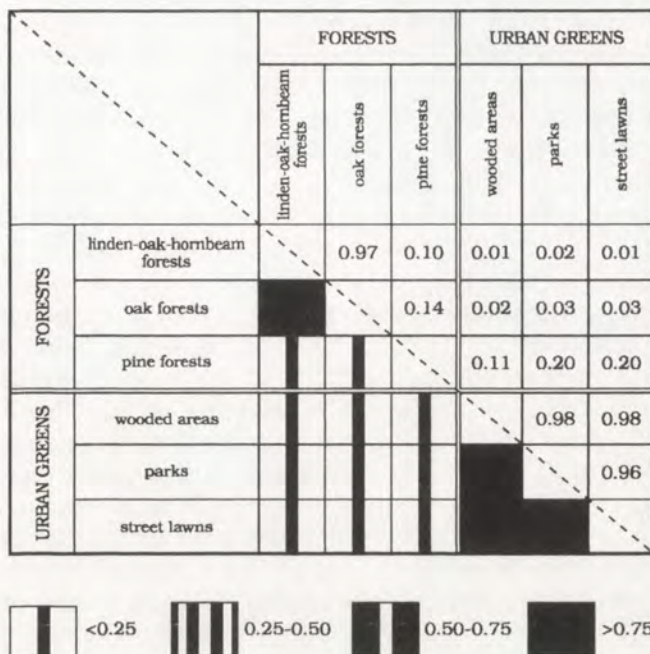 FORESTS URBAN GREENS
linden-oak-hornbeam
forests
oak forests
pine forests
wooded areas
parks
street lawns
FORESTS
linden-oak-hornbeam
forests
0.97 0.10 0.01 0.02 0.01
oak forests 0.14 0.02 0.03 0.03
pine forests 0.11 0.20 0.20
URBAN GREENS
wooded areas 0.98 0.98
parks 0.96
street lawns
<0.25 0.25-0.50 0.50-0.75 >0.75